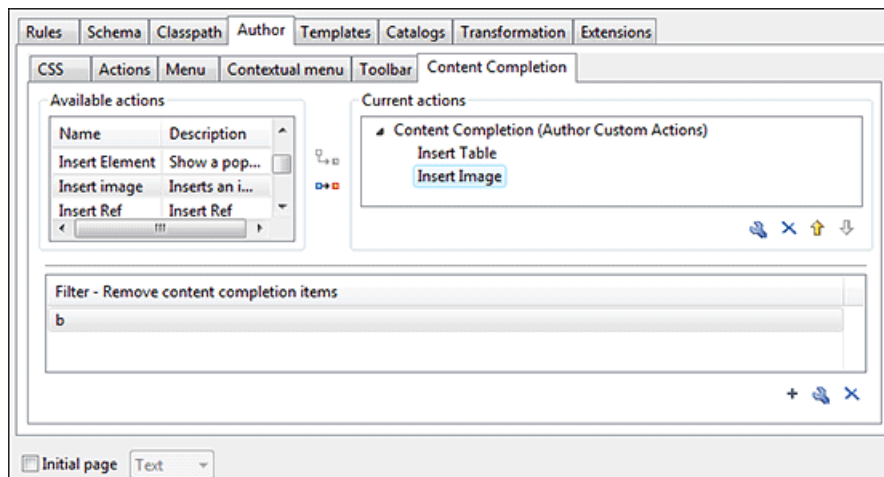 Rules Schema Classpath Author Templates Catalogs Transformation Extensions
CSS Actions Menu Contextual menu Toolbar Content Completion
Available actions
Name Description
Insert Element Show a pop...
Insert image Inserts an i...
Insert Ref Insert Ref
Current actions
Content Completion (Author Custom Actions)
Insert Table
Insert Image
Filter - Remove content completion items
b
Initial page Text